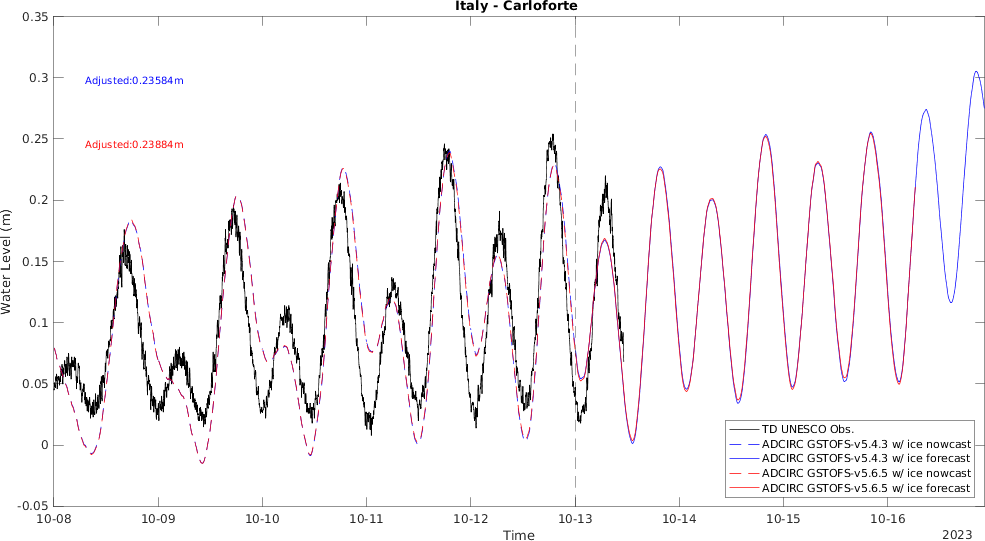 Italy - Carloforte
0.35
0.3
0.25
0.2
0.15
0.1
0.05
0
-0.05
Water Level (m)
Adjusted:0.23584m
Adjusted:0.23884m
TD UNESCO Obs.
ADCIRC GSTOFS-v5.4.3 w/ ice nowcast
ADCIRC GSTOFS-v5.4.3 w/ ice forecast
ADCIRC GSTOFS-v5.6.5 w/ ice nowcast
ADCIRC GSTOFS-v5.6.5 w/ ice forecast
10-08 10-09 10-10 10-11 10-12 10-13 10-14 10-15 10-16
Time
2023